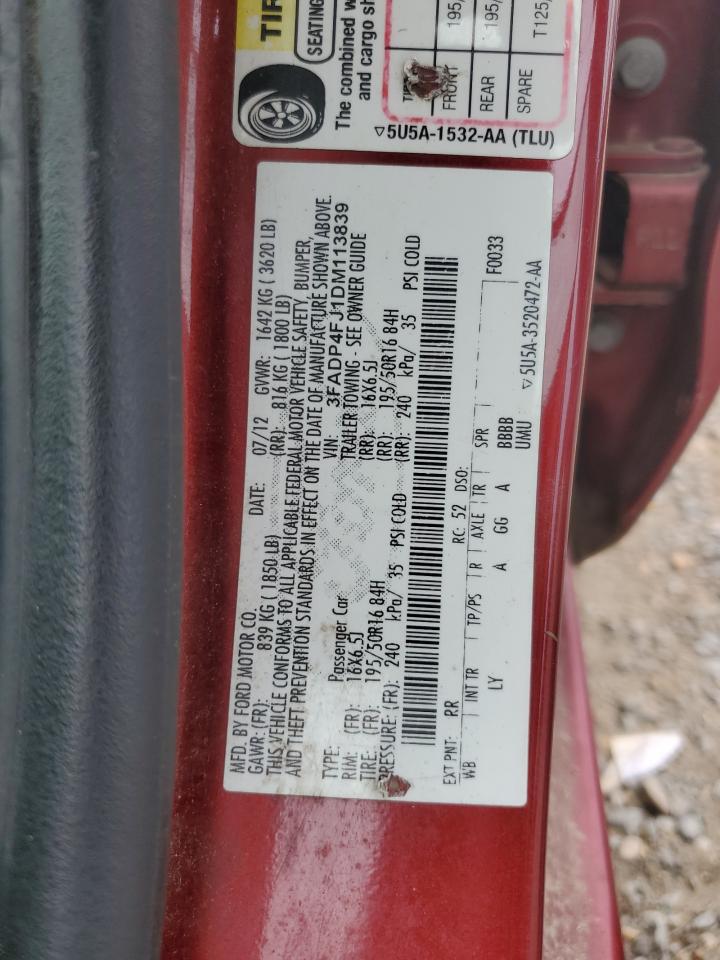 TIR
SEATING
The combined w
and cargo sh
FRONT 195/
REAR 195/
SPARE T125/
▽5U5A-1532-AA (TLU)
MFD. BY FORD MOTOR CO. DATE: 07/12 GVWR: 1642 KG ( 3620 LB)
GAWR:(FR): 839 KG ( 1850 LB) (RR): 816 KG ( 1800 LB)
THIS VEHICLE CONFORMS TO ALL APPLICABLE FEDERAL MOTOR VEHICLE SAFETY, BUMPER,
AND THEFT PREVENTION STANDARDS IN EFFECT ON THE DATE OF MANUFACTURE SHOWN ABOVE.
VIN: 3FADP4FJ1DM113839
TYPE: Passenger Car TRAILER TOWING - SEE OWNER GUIDE
RIM: (FR): 16X6.5J (RR): 16X6.5J
TIRE: (FR): 195/50R16 84H (RR): 195/50R16 84H
PRESSURE: (FR): 240 kPa/ 35 PSI COLD (RR): 240 kPa/ 35 PSI COLD
EXT PNT: RR RC: 52 DSO: F0033
WB INT TR TP/PS R AXLE TR SPR
LY A GG A BBBB
UMU
▽5U5A-3520472-AA